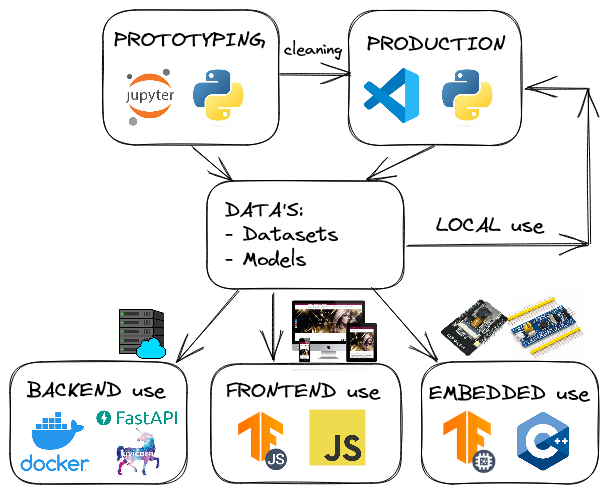 PROTOTYPING
cleaning
PRODUCTION
jupyter
DATA'S:
- Datasets
- Models
LOCAL use
BACKEND use
FRONTEND use
EMBEDDED use
FastAPI
docker
JS
JS
C++